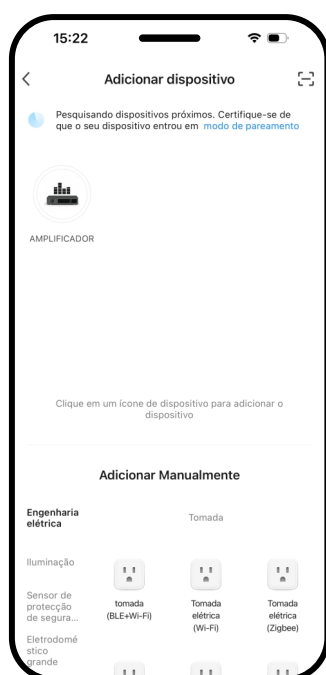 15:22
Adicionar dispositivo
Pesquisando dispositivos próximos. Certifique-se de
que o seu dispositivo entrou em modo de pareamento
AMPLIFICADOR
Clique em um ícone de dispositivo para adicionar o
dispositivo
Adicionar Manualmente
Engenharia
elétrica
Tomada
Iluminação
Sensor de
protecção
de segura...
Eletrodomé
stico
grande
tomada
(BLE+Wi-Fi)
Tomada
elétrica
(Wi-Fi)
Tomada
elétrica
(Zigbee)